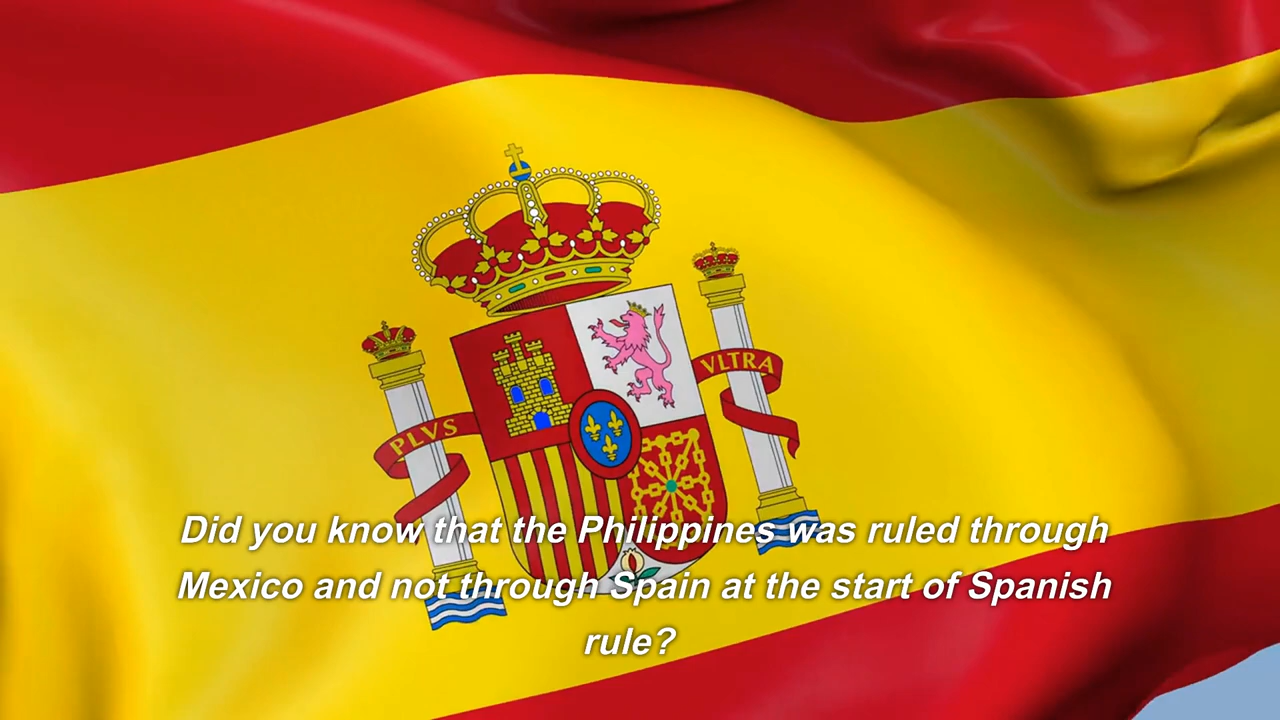 PLVS
VLTRA
Did you know that the Philippines was ruled through
Mexico and not through Spain at the start of Spanish
rule?